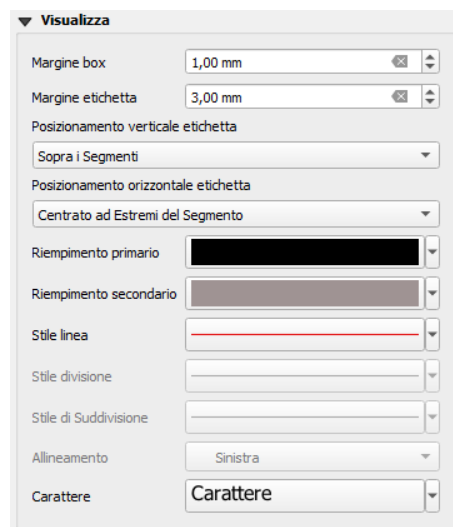 Visualizza
Margine box 1,00 mm
Margine etichetta 3,00 mm
Posizionamento verticale etichetta
Sopra i Segmenti
Posizionamento orizzontale etichetta
Centrato ad Estremi del Segmento
Riempimento primario
Riempimento secondario
Stile linea
Stile divisione
Stile di Suddivisione
Allineamento Sinistra
Carattere Carattere